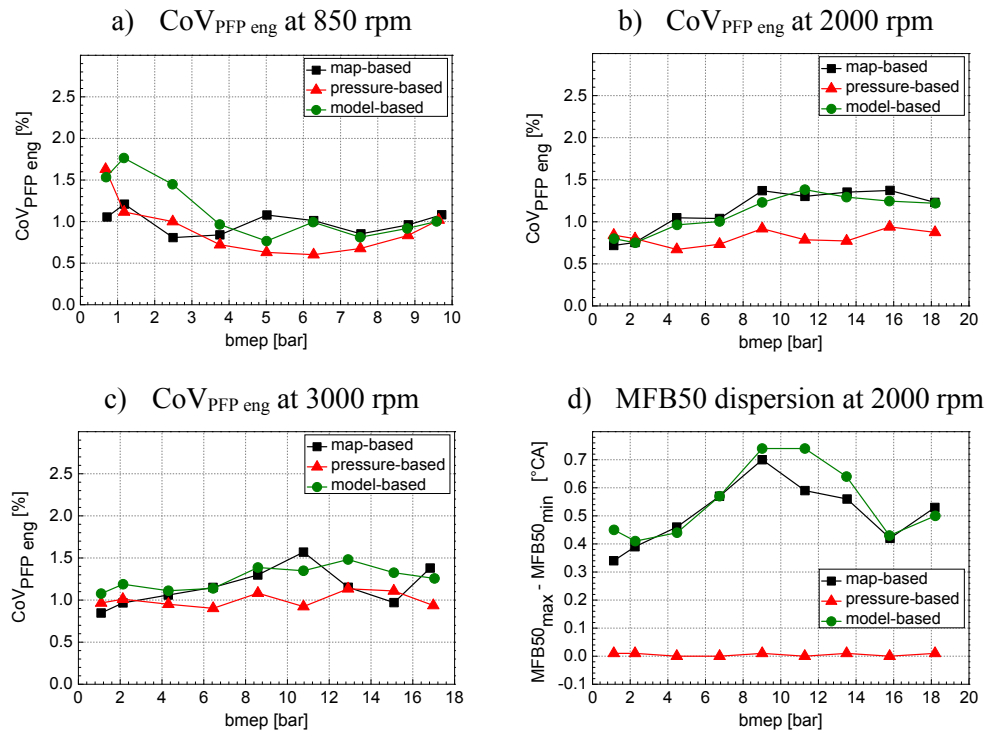 a) CoVPFP eng at 850 rpm
CoVPFP eng [%]
2.5
2.0
1.5
1.0
0.5
0.0
map-based
pressure-based
model-based
1 2 3 4 5 6 7 8 9 10
bmep [bar]
b) CoVPFP eng at 2000 rpm
CoVPFP eng [%]
2.5
2.0
1.5
1.0
0.5
0.0
map-based
pressure-based
model-based
0 2 4 6 8 10 12 14 16 18 20
bmep [bar]
c) CoVPFP eng at 3000 rpm
CoVPFP eng [%]
2.5
2.0
1.5
1.0
0.5
0.0
map-based
pressure-based
model-based
0 2 4 6 8 10 12 14 16 18
bmep [bar]
d) MFB50 dispersion at 2000 rpm
MFB50max - MFB50min [°CA]
0.7
0.6
0.5
0.4
0.3
0.2
0.1
0.0
-0.1
map-based
pressure-based
model-based
0 2 4 6 8 10 12 14 16 18 20
bmep [bar]